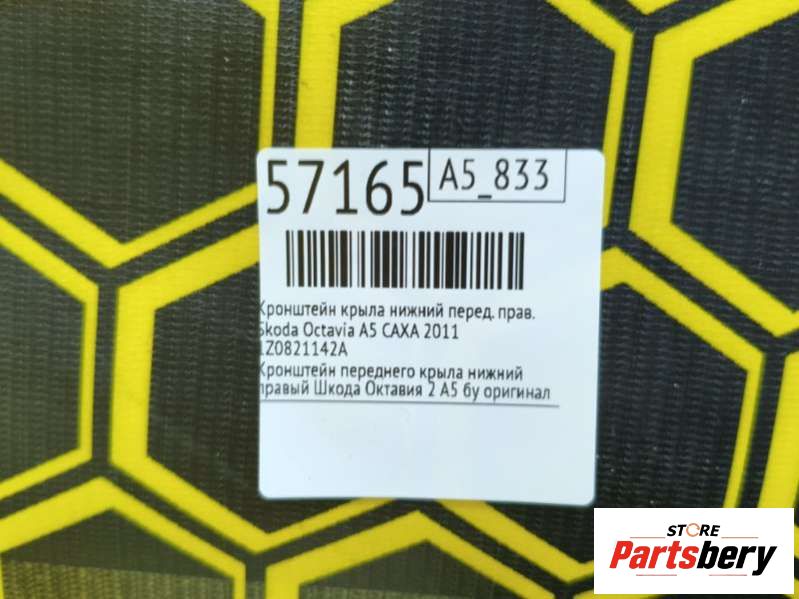 57165
A5_833
Кронштейн крыла нижний перед. прав.
Skoda Octavia A5 CAXA 2011
1Z0821142A
Кронштейн переднего крыла нижний
правый Шкода Октавия 2 А5 бу оригинал
STORE
Partsbery